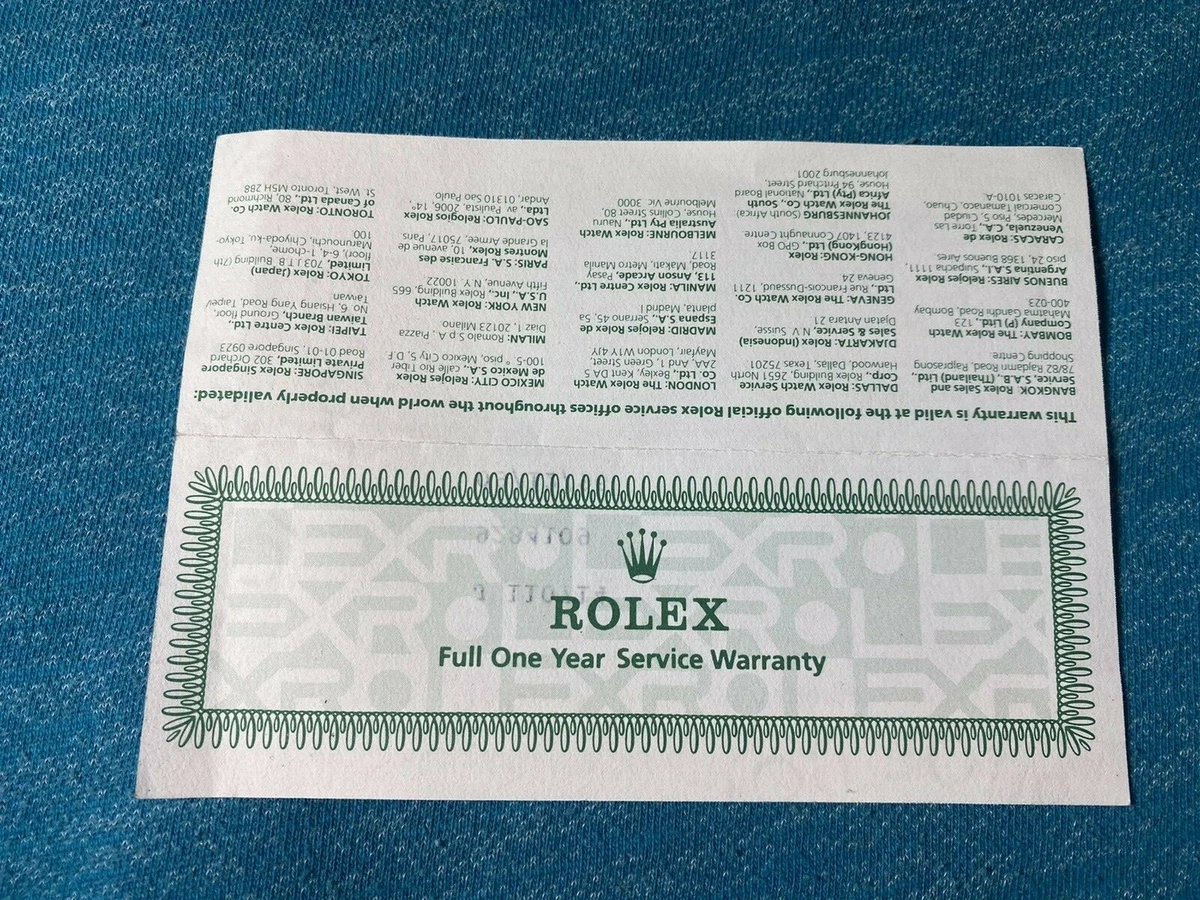 ROLEX
Full One Year Service Warranty
This warranty is valid at the following official Rolex service offices throughout the world when properly validated:
BANGKOK: Rolex and Sales and
Service, S.A.B., (Thailand) Ltd.,
78/82 Rajdamn Road, Raprasong
Shopping Centre
BOMBAY: The Rolex Watch
Company (P) Ltd., 123
Mahatma Gandhi Road, Bombay
400-023
BUENOS AIRES: Rolex Relojes
Argentina S.A.I., Supacha 1111,
piso 24, 1368 Buenos Aires.
CARACAS: Rolex de
Venezuela, C.A., Torre Las
Mercedes, Piso 5, Ciudad
Comercial Tamanaco, Chuao,
Caracas 1010-A
DALLAS: Rolex Watch Service
Corp., Rolex Building, 2651 North
Harwood, Dallas, Texas 75201
DJAKARTA: Rolex (Indonesia)
Sales & Service, S.V.N. Suisse,
Djatan Antara 21
GENEVA: The Rolex Watch Co.
Ltd., Rue Francois-Dussaud, 1211
Geneva 24
HONG-KONG: Rolex
(HongKong) Ltd., GPO Box
4123, 1407 Connaught Centre
JOHANNESBURG (South Africa)
The Rolex Watch Co., South
Africa (Pty) Ltd., National Board
House, 94 Pritchard Street,
Johannesburg 2001
LONDON: The Rolex Watch
Co. Ltd., Bexley, Kent DA 5
2AA, And 1, Green Street,
Mayfair, London W1Y 4JY
MADRID: Rolex Relojes de
Espana S.A., Serrano 45, 5a
planta, Madrid I
MANILA: Rolex Centre Ltd.,
113, Anson Arcade, Pasay
Road, Makati, Metro Manila
3117
MELBOURNE: Rolex Watch
Australia Pty Ltd., Nauru
House, Collins Street 80
Melbourne Vic 3000
MEXICO CITY: Relojes Rolex
de Mexico S.A., calle Rio Tiber
100-5° piso, Mexico City 5, D F
MILAN: Rolex S.p.A. Piazza
Diaz 1, 20123 Milano
NEW-YORK: Rolex Watch
U.S.A., Inc., Rolex Building, 665
Fifth Avenue, N.Y. 10022
PARIS: S.A. Francaise des
Montres Rolex, 10, avenue de
la Grande Armee, 75017, Paris
SAO-PAULO: Relogios Rolex
Ltda., av Paulista, 2006, 14°
Andar, 01310 Sao Paulo
SINGAPORE: Rolex Singapore
Private Limited, 302 Orchard
Road 01-01, Singapore 0923
TAIPEI: Rolex Centre Ltd.,
Taiwan Branch, Ground floor,
No. 6, Hsiang Yang Road, Taipei,
Taiwan
TOKYO: Rolex (Japan)
Limited, 703 J.T.B. Building (7th
floor), 6-4, 1-chome,
Marunouchi, Chiyoda-ku, Tokyo-
100
TORONTO: Rolex Watch Co.
of Canada Ltd., 80, Richmond
St. West, Toronto M5H 2B8